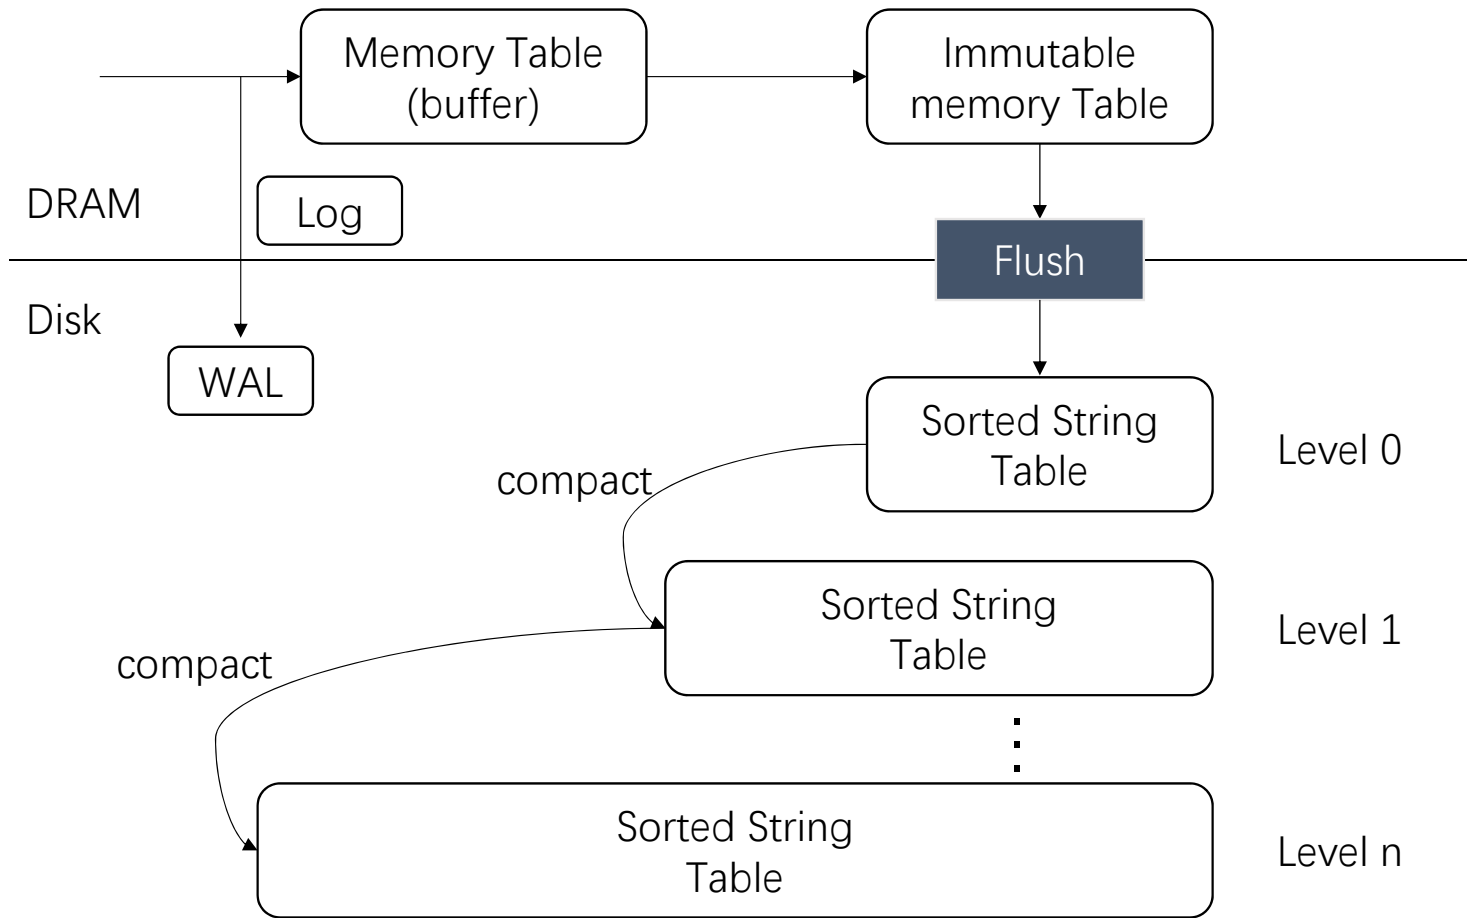 Memory Table
(buffer)
Immutable
memory Table
DRAM
Log
Flush
Disk
WAL
Sorted String
Table
Level 0
compact
Sorted String
Table
Level 1
compact
Sorted String
Table
Level n